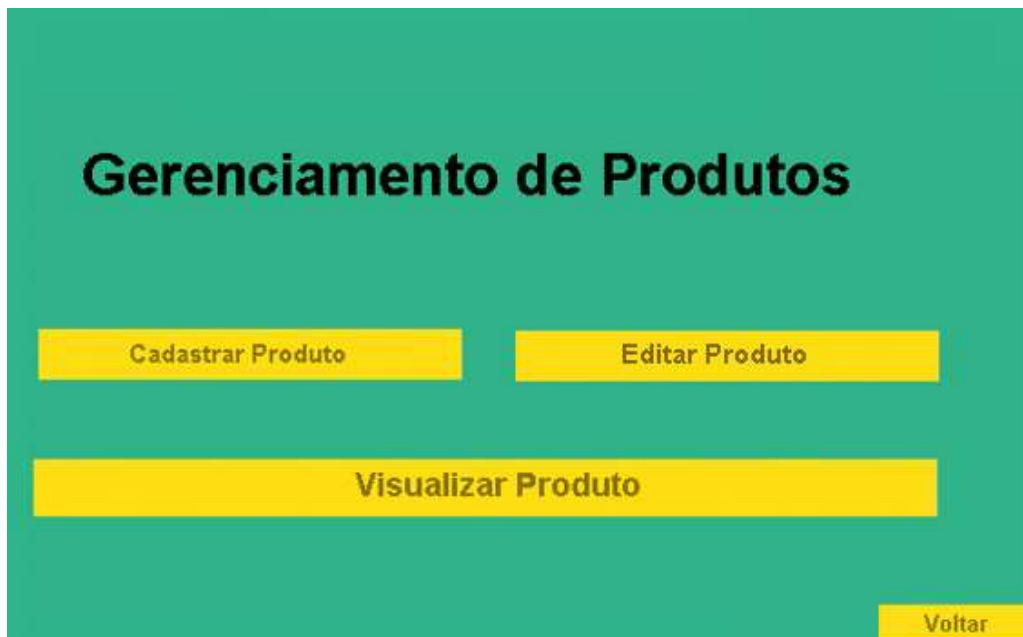 Gerenciamento de Produtos
Cadastrar Produto
Editar Produto
Visualizar Produto
Voltar